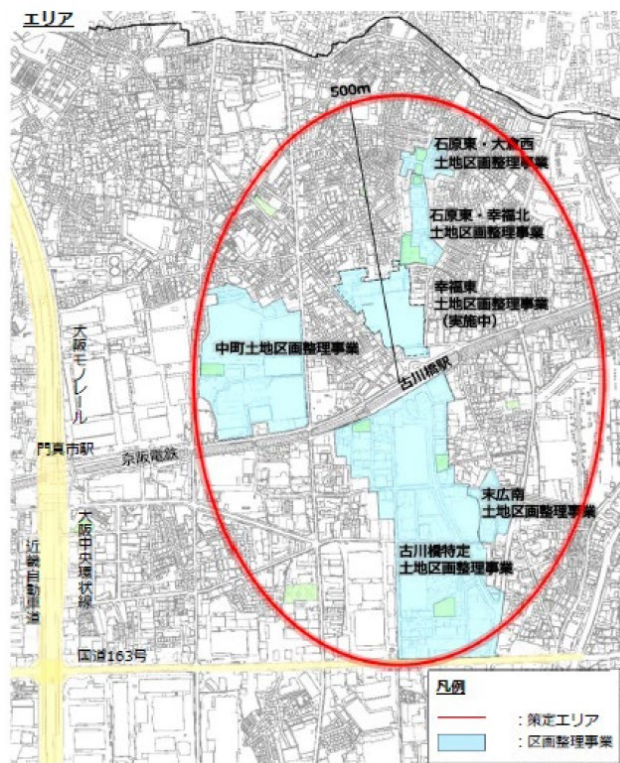 エリア
500m
石原東・大倉西
土地区画整理事業
石原東・幸福北
土地区画整理事業
幸福東
土地区画整理事業
(実施中)
中町土地区画整理事業
大阪モノレール
古川橋駅
門真市駅
京阪電鉄
末広南
土地区画整理事業
大阪中央環状線
近畿自動車道
古川橋特定
土地区画整理事業
国道163号
凡例
:策定エリア
:区画整理事業